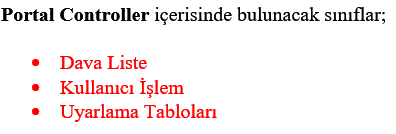 Portal Controller içerisinde bulunacak sınıflar;
• Dava Liste
• Kullanıcı İşlem
• Uyarlama Tabloları